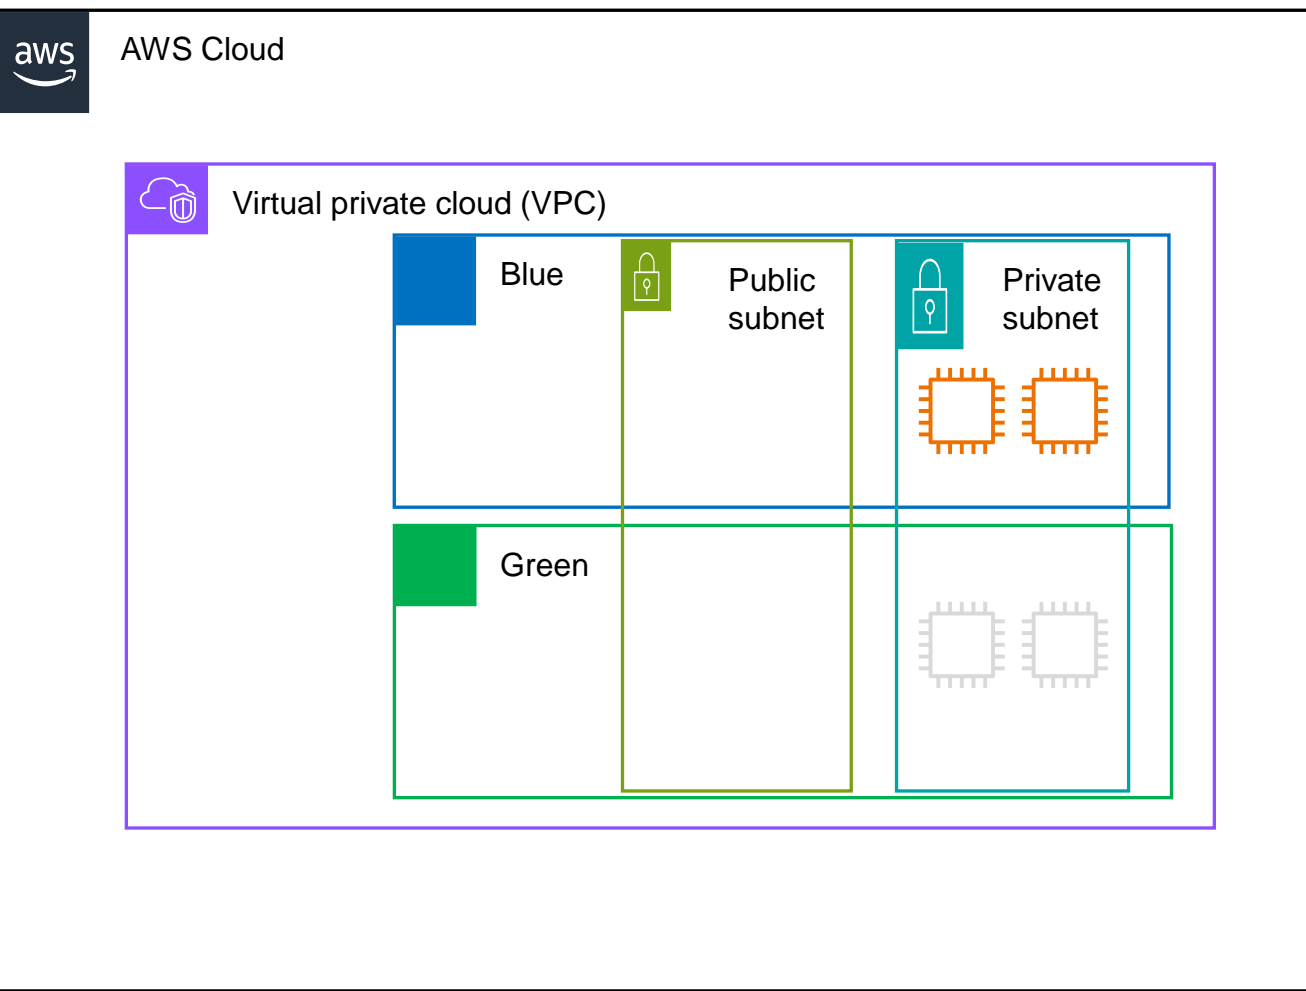 aws
AWS Cloud
Virtual private cloud (VPC)
Blue
Public
subnet
Private
subnet
Green